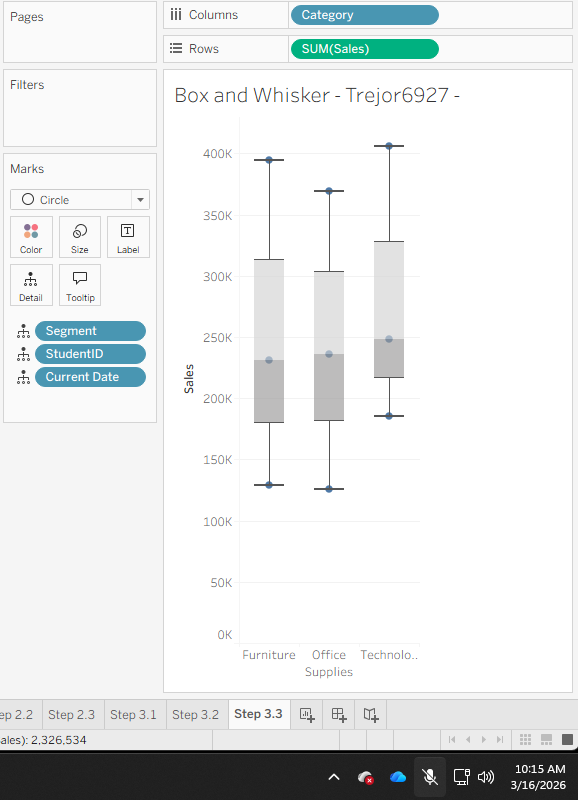 Pages
Columns
Category
Rows
SUM(Sales)
Filters
Marks
Circle
Color
Size
Label
Detail
Tooltip
Segment
StudentID
Current Date
Box and Whisker - Trejor6927 -
400K
350K
300K
250K
200K
150K
100K
50K
0K
Sales
Furniture
Office
Supplies
Technolo..
ep 2.2
Step 2.3
Step 3.1
Step 3.2
Step 3.3
ales): 2,326,534
10:15 AM
3/16/2026